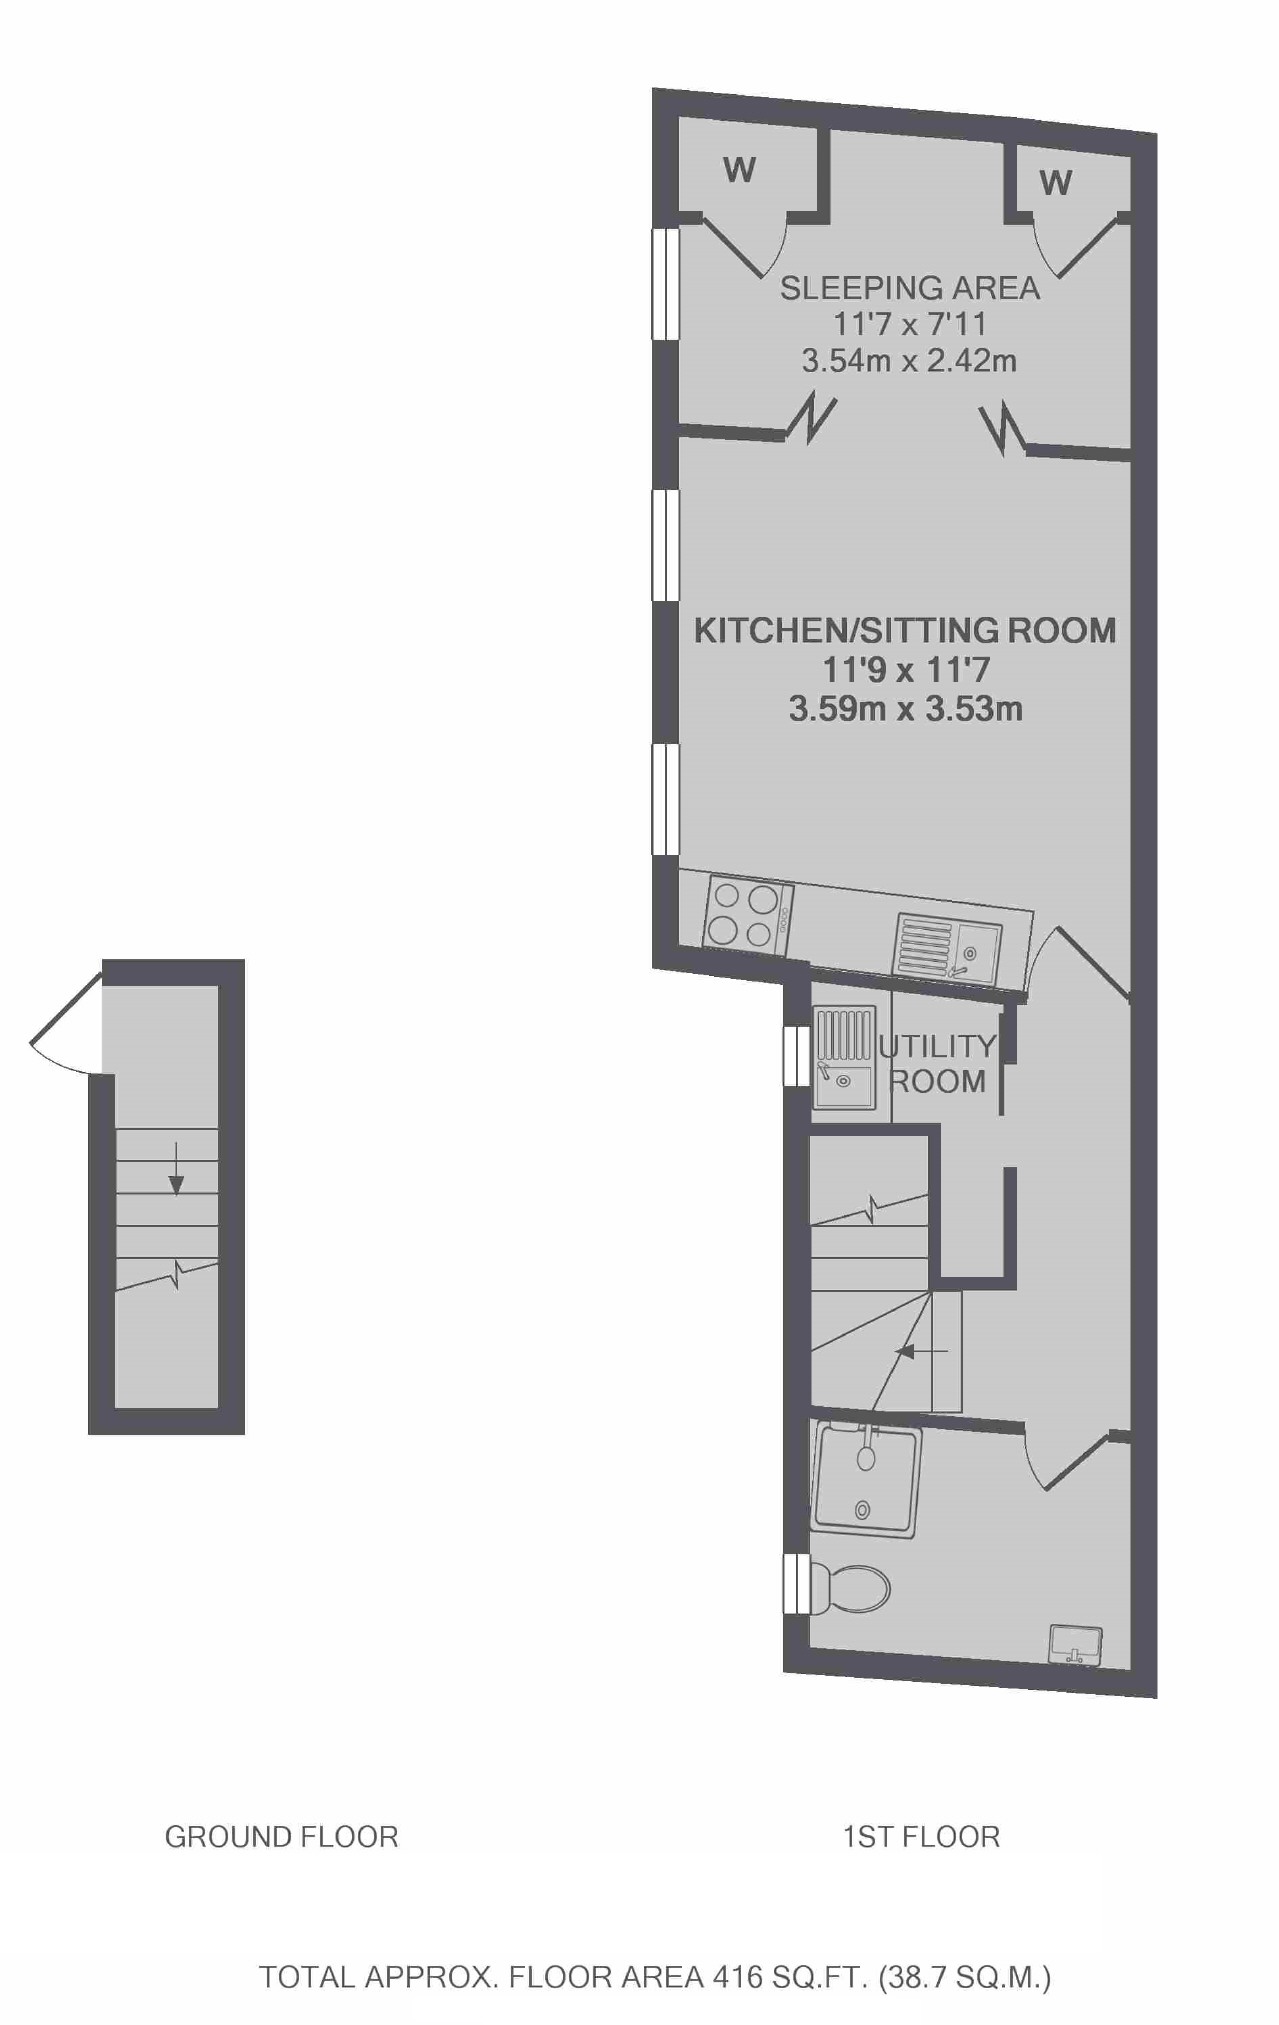 W
W
SLEEPING AREA
11'7 x 7'11
3.54m x 2.42m
KITCHEN/SITTING ROOM
11'9 x 11'7
3.59m x 3.53m
UTILITY
ROOM
GROUND FLOOR
1ST FLOOR
TOTAL APPROX. FLOOR AREA 416 SQ.FT. (38.7 SQ.M.)